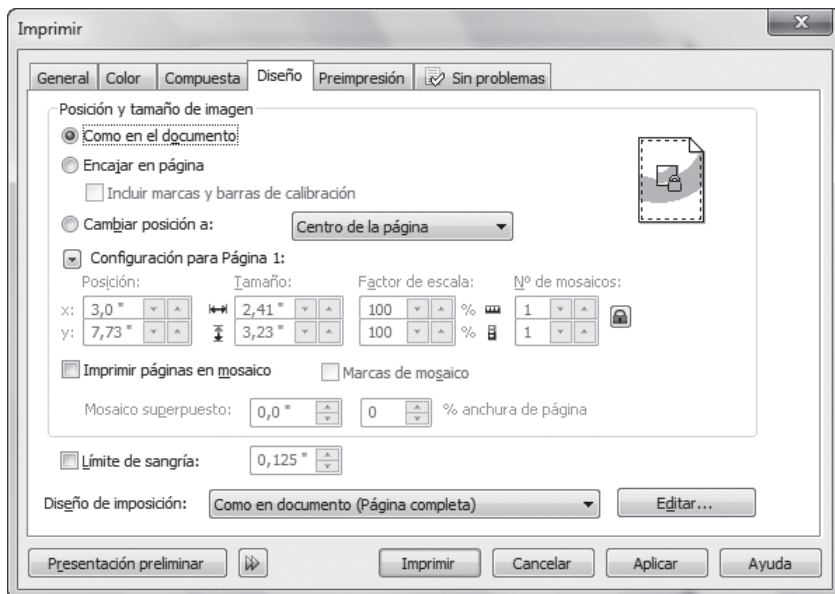 Imprimir
General Color Compuesta Diseño Preimpresión Sin problemas
Posición y tamaño de imagen
Como en el documento
Encajar en página
Incluir marcas y barras de calibración
Cambiar posición a: Centro de la página
Configuración para Página 1:
Posición: Tamaño: Factor de escala: Nº de mosaicos:
x: 3,0 " 2,41 " 100 % 1
y: 7,73 " 3,23 " 100 % 1
Imprimir páginas en mosaico Marcas de mosaico
Mosaico superpuesto: 0,0 " 0 % anchura de página
Límite de sangría: 0,125 "
Diseño de imposición: Como en documento (Página completa) Editar...
Presentación preliminar Imprimir Cancelar Aplicar Ayuda